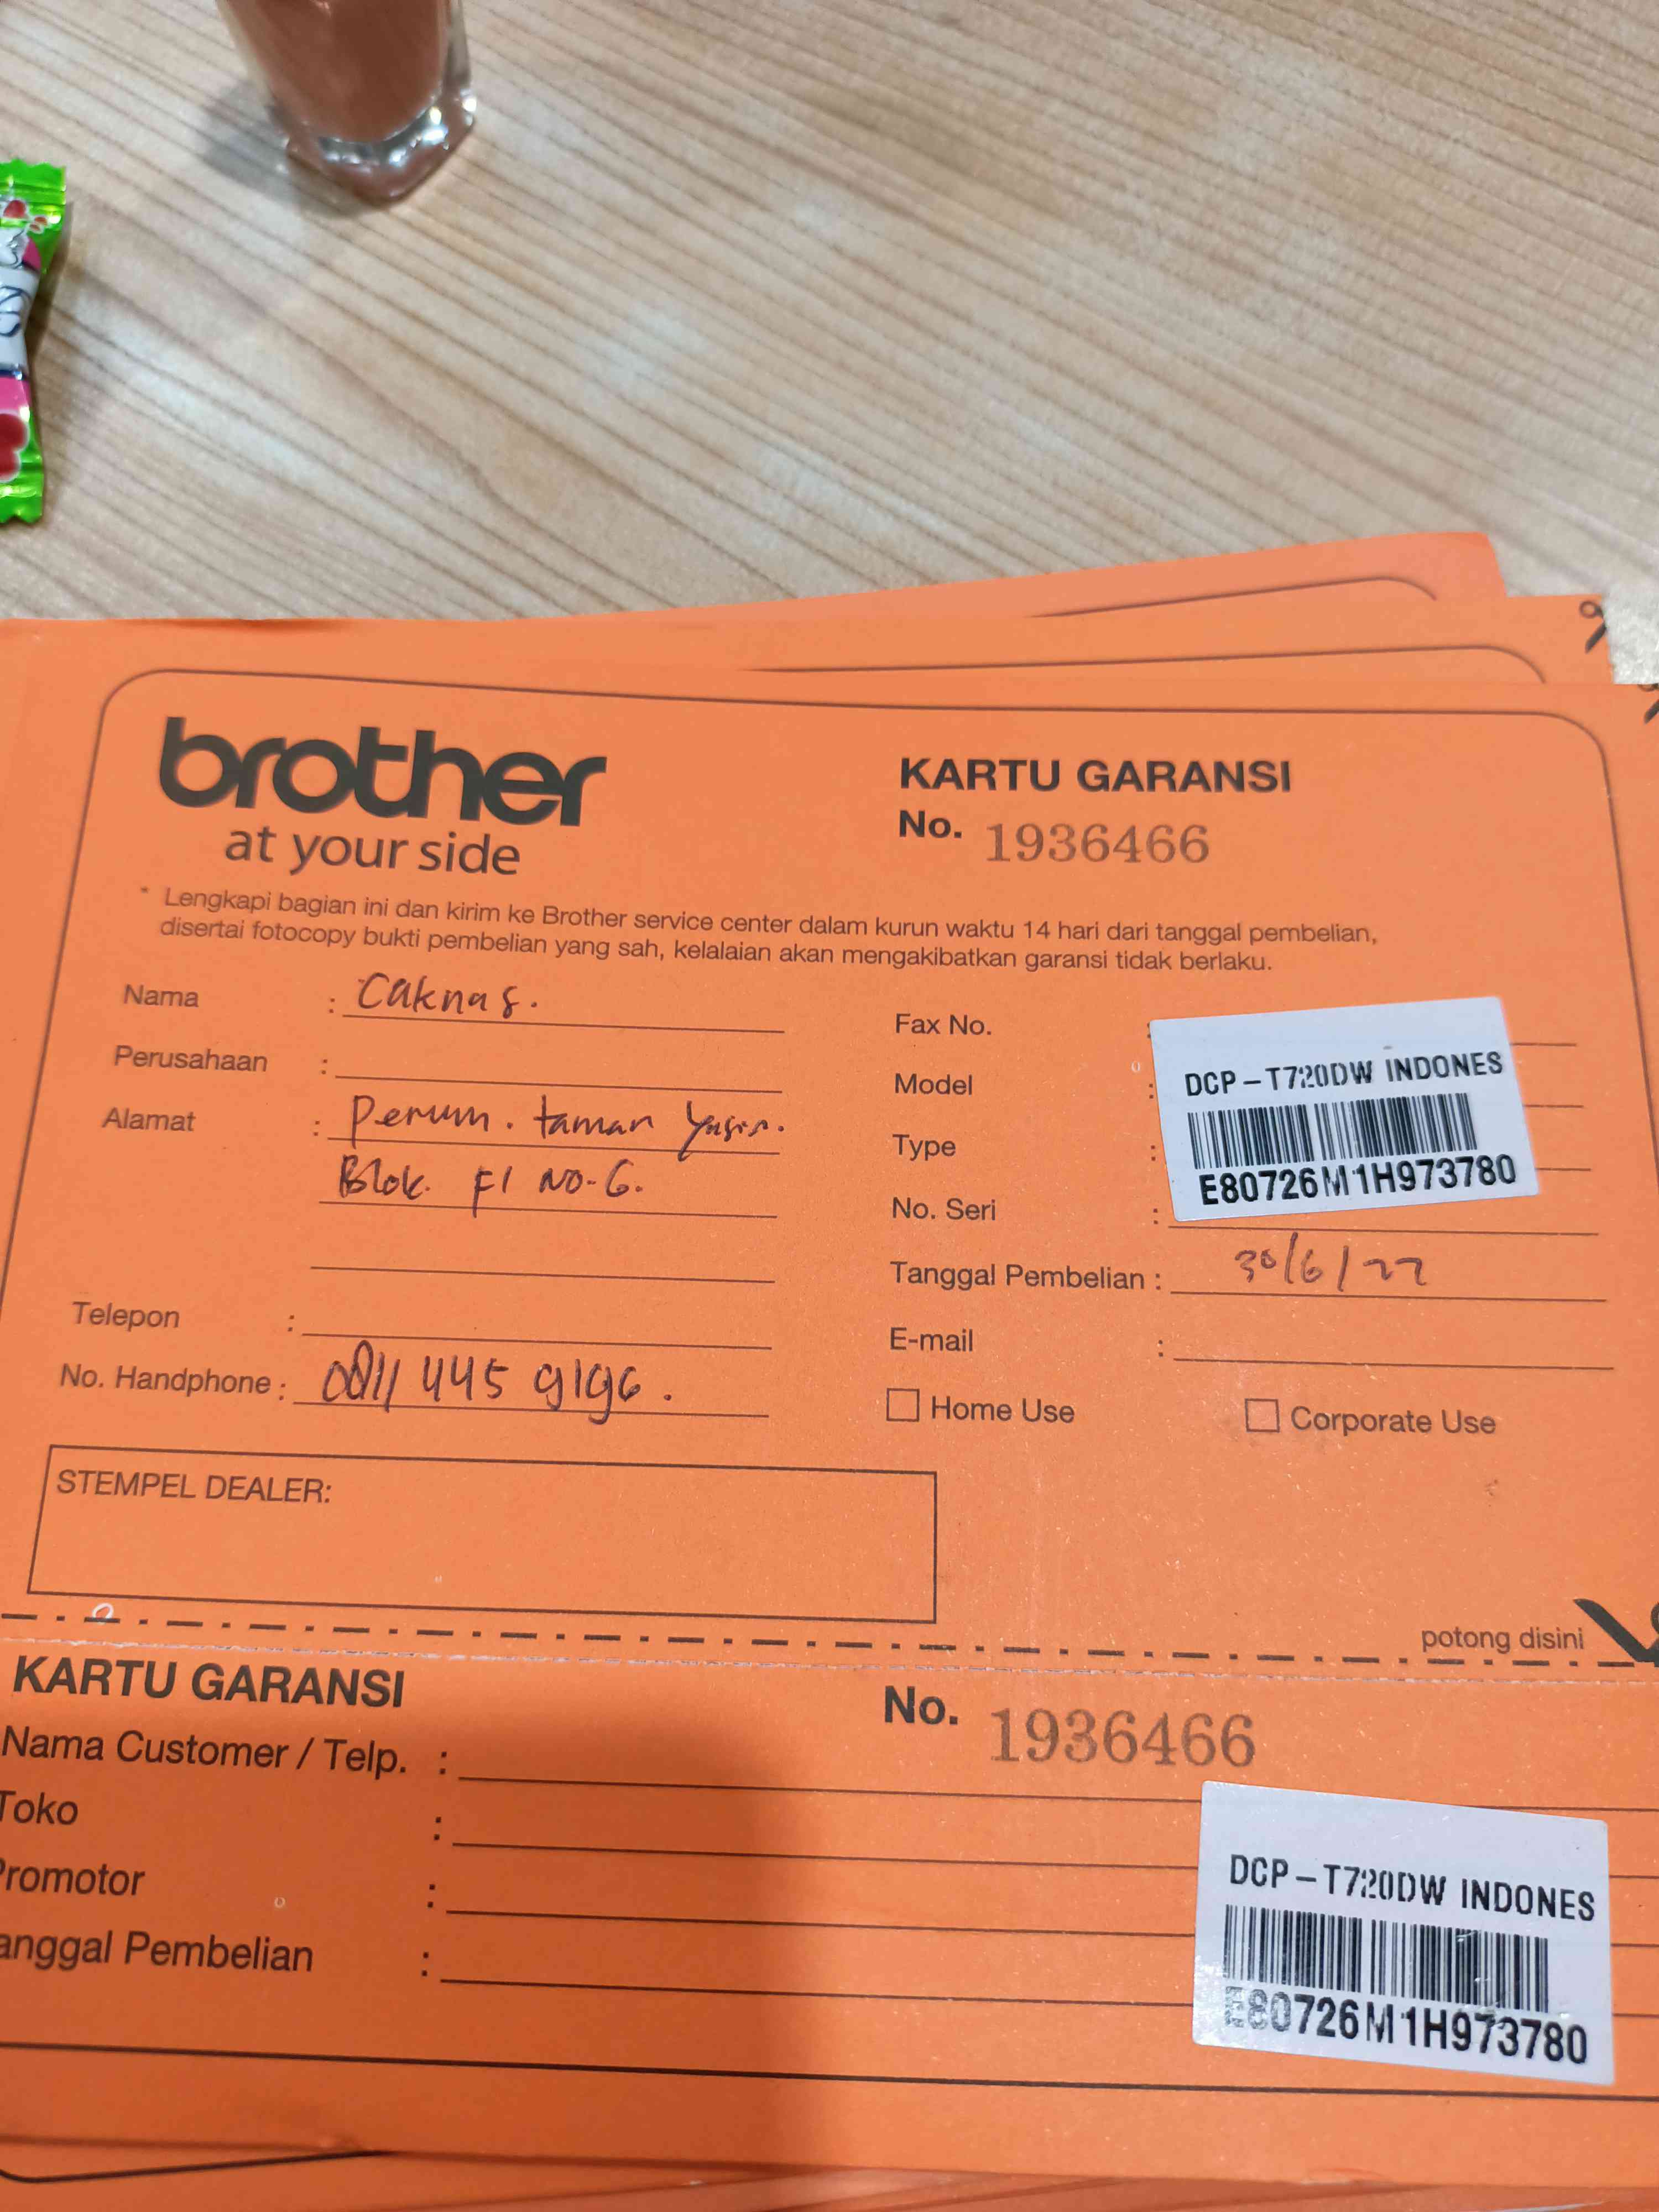 brother
at your side
KARTU GARANSI
No. 1936466
* Lengkapi bagian ini dan kirim ke Brother service center dalam kurun waktu 14 hari dari tanggal pembelian,
disertai fotocopy bukti pembelian yang sah, kelalaian akan mengakibatkan garansi tidak berlaku.
Nama : Caknas.
Perusahaan :
Alamat : Perum. taman
Blok. F1 NO-6.
Telepon :
No. Handphone : 0811 445 9196.
Fax No. :
Model :
Type :
No. Seri :
DCP-T720DW INDONES
E80726M1H973780
Tanggal Pembelian : 30/6/22
E-mail :
Home Use
Corporate Use
STEMPEL DEALER:
potong disini
KARTU GARANSI
No. 1936466
Nama Customer / Telp. :
Toko :
Promotor :
anggal Pembelian :
DCP-T720DW INDONES
E80726M1H973780